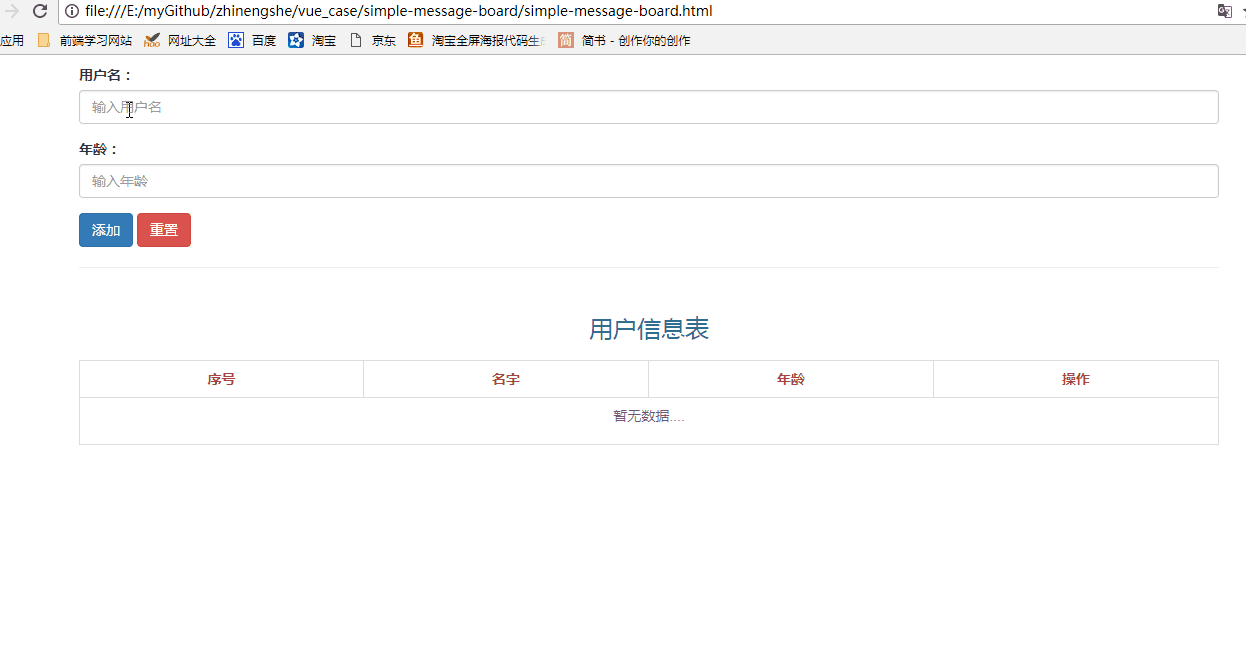 file:///E:/myGithub/zhinengshe/vue_case/simple-message-board/simple-message-board.html
应用 前端学习网站 hao 网址大全 百度 淘宝 京东 鱼 淘宝全屏海报代码生 简 简书 - 创作你的创作
用户名：
输入用户名
年龄：
输入年龄
添加 重置
用户信息表
序号 名字 年龄 操作
暂无数据....